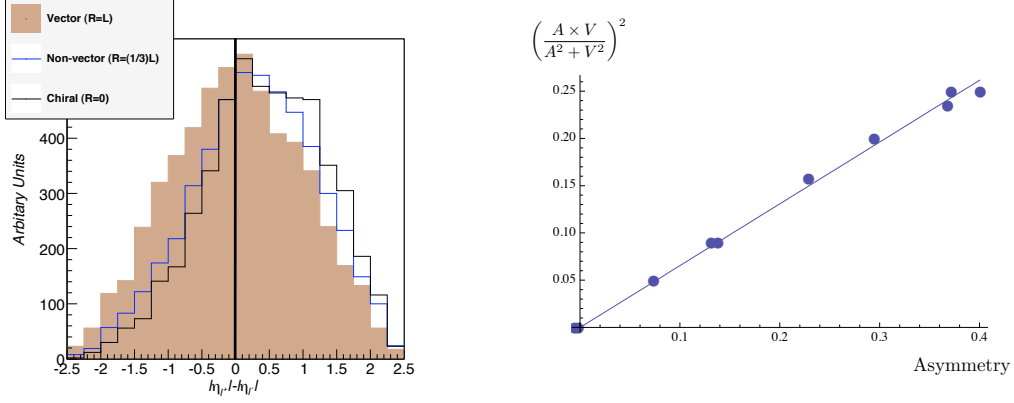 Vector (R=L)
Non-vector (R=(1/3)L)
Chiral (R=0)
Arbitary Units
400
300
200
100
0
-2.5 -2 -1.5 -1 -0.5 0 0.5 1 1.5 2 2.5
|η_{l⁺}|-|η_{l⁻}|
(A × V / A² + V²)²
0.25
0.20
0.15
0.10
0.05
0.1 0.2 0.3 0.4
Asymmetry